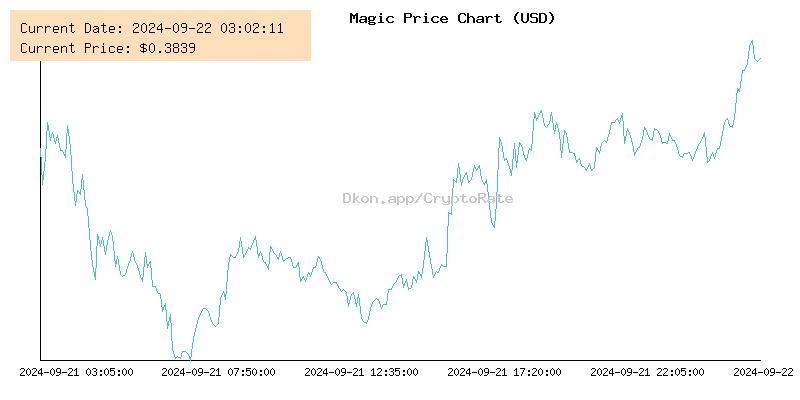 Magic Price Chart (USD)
Current Date: 2024-09-22 03:02:11
Current Price: $0.3839
Dkon.app/CryptoRate
2024-09-21 03:05:00 2024-09-21 07:50:00 2024-09-21 12:35:00 2024-09-21 17:20:00 2024-09-21 22:05:00 2024-09-22